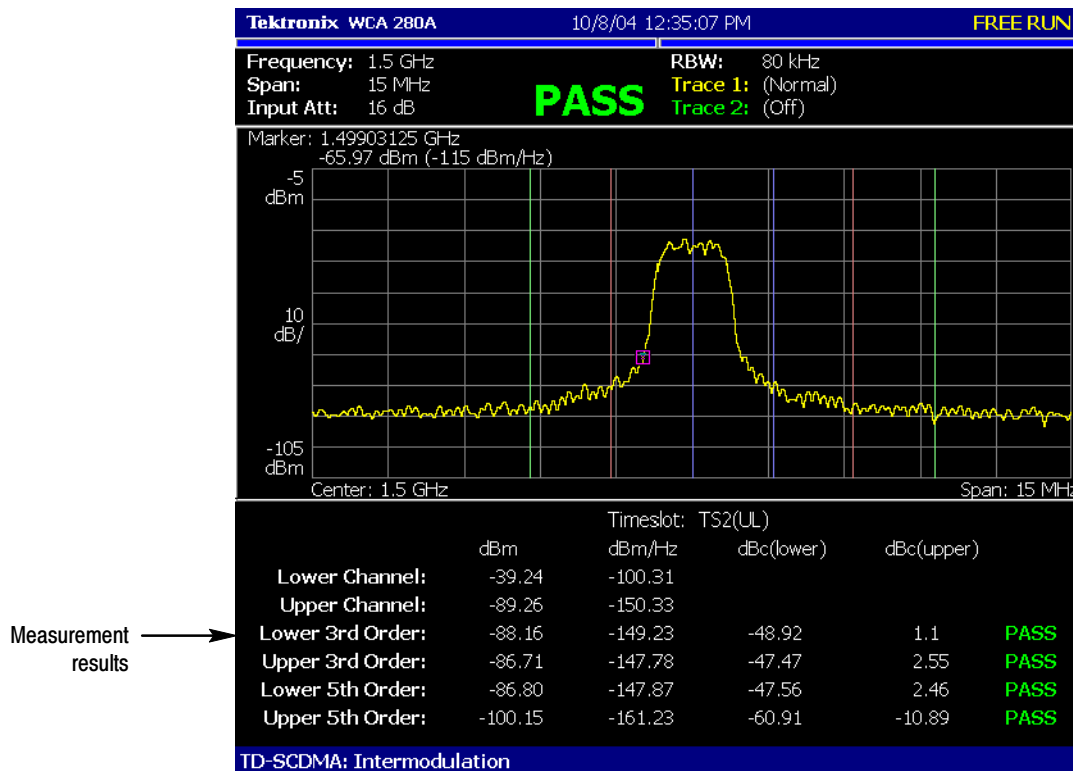 Tektronix WCA 280A 10/8/04 12:35:07 PM FREE RUN
Frequency: 1.5 GHz RBW: 80 kHz
Span: 15 MHz PASS Trace 1: (Normal)
Input Att: 16 dB Trace 2: (Off)
Marker: 1.49903125 GHz
-65.97 dBm (-115 dBm/Hz)
-5
dBm
10
dB/
-105
dBm
Center: 1.5 GHz Span: 15 MHz
Timeslot: TS2(UL)
dBm dBm/Hz dBc(lower) dBc(upper)
Lower Channel: -39.24 -100.31
Upper Channel: -89.26 -150.33
Measurement results
Lower 3rd Order: -88.16 -149.23 -48.92 1.1 PASS
Upper 3rd Order: -86.71 -147.78 -47.47 2.55 PASS
Lower 5th Order: -86.80 -147.87 -47.56 2.46 PASS
Upper 5th Order: -100.15 -161.23 -60.91 -10.89 PASS
TD-SCDMA: Intermodulation